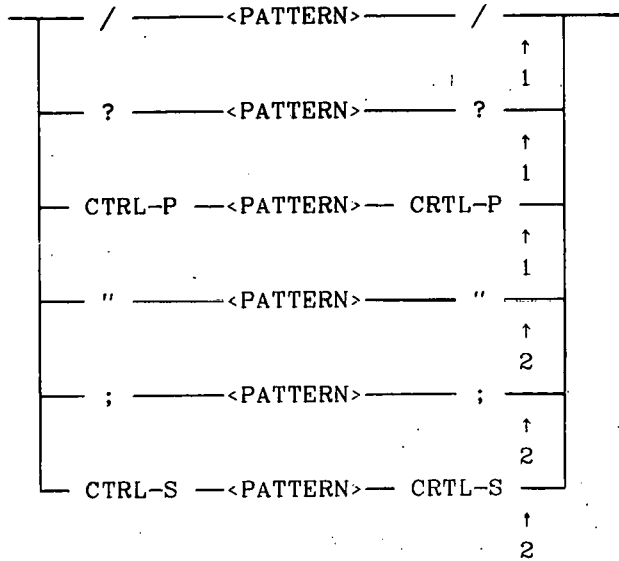 / <PATTERN> /
↑
1
? <PATTERN> ?
↑
1
CTRL-P <PATTERN> CRTL-P
↑
1
" <PATTERN> "
↑
2
; <PATTERN> ;
↑
2
CTRL-S <PATTERN> CRTL-S
↑
2